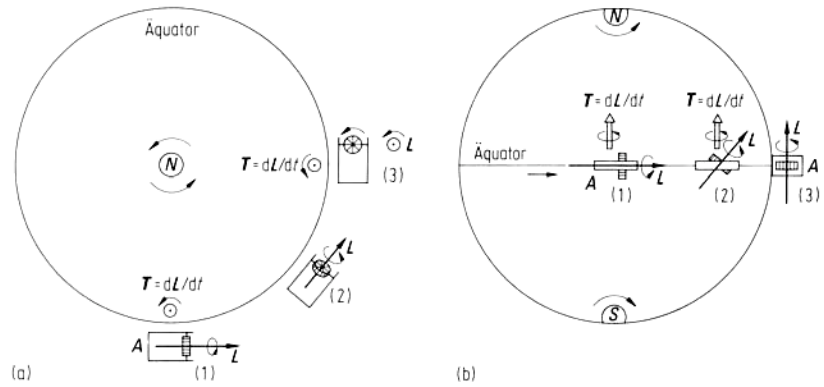 Äquator
N
T = dL/dt
L
(3)
T = dL/dt
L
(2)
A
L
(1)
(a)
N
T = dL/dt
T = dL/dt
L
L
Äquator
A
L
A
(1)
(2)
(3)
S
(b)